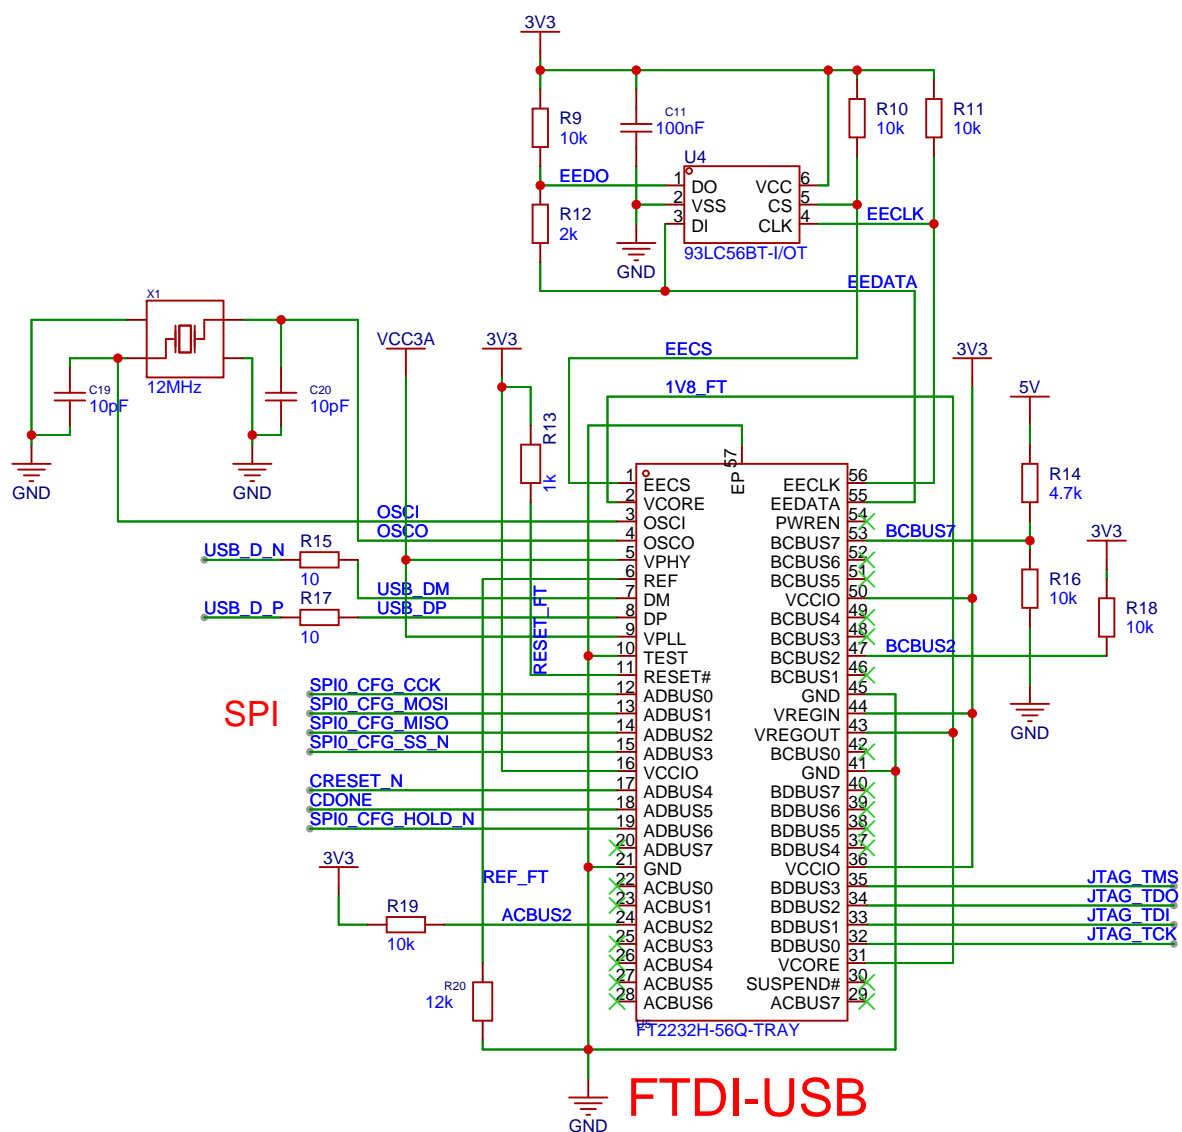 3V3
R9
10k
C11
100nF
R10
10k
R11
10k
U4
EEDO
1 DO VCC 6
2 VSS CS 5
3 DI CLK 4
EECLK
R12
2k
93LC56BT-I/OT
GND
EEDATA
X1
12MHz
C19
10pF
C20
10pF
GND
GND
VCC3A
3V3
EECS
3V3
1V8_FT
5V
R13
1k
R14
4.7k
EP 57
1 EECS EECLK 56
2 VCORE EEDATA 55
OSCI 3 OSCI PWREN 54
OSCO 4 OSCO BCBUS7 53 BCBUS7
3V3
USB_D_N
R15
10
5 VPHY BCBUS6 52
6 REF BCBUS5 51
USB_DM 7 DM VCCIO 50
R16
10k
USB_D_P
R17
10
USB_DP 8 DP BCBUS4 49
R18
10k
RESET_FT
9 VPLL BCBUS3 48
10 TEST BCBUS2 47 BCBUS2
11 RESET# BCBUS1 46
SPI
SPI0_CFG_CCK 12 ADBUS0 GND 45
SPI0_CFG_MOSI 13 ADBUS1 VREGIN 44
SPI0_CFG_MISO 14 ADBUS2 VREGOUT 43
GND
SPI0_CFG_SS_N 15 ADBUS3 BCBUS0 42
16 VCCIO GND 41
CRESET_N 17 ADBUS4 BDBUS7 40
CDONE 18 ADBUS5 BDBUS6 39
SPI0_CFG_HOLD_N 19 ADBUS6 BDBUS5 38
20 ADBUS7 BDBUS4 37
3V3
21 GND VCCIO 36
REF_FT
22 ACBUS0 BDBUS3 35 JTAG_TMS
23 ACBUS1 BDBUS2 34 JTAG_TDO
R19
10k
ACBUS2 24 ACBUS2 BDBUS1 33 JTAG_TDI
25 ACBUS3 BDBUS0 32 JTAG_TCK
26 ACBUS4 VCORE 31
27 ACBUS5 SUSPEND# 30
28 ACBUS6 ACBUS7 29
R20
12k
U5
FT2232H-56Q-TRAY
GND
FTDI-USB